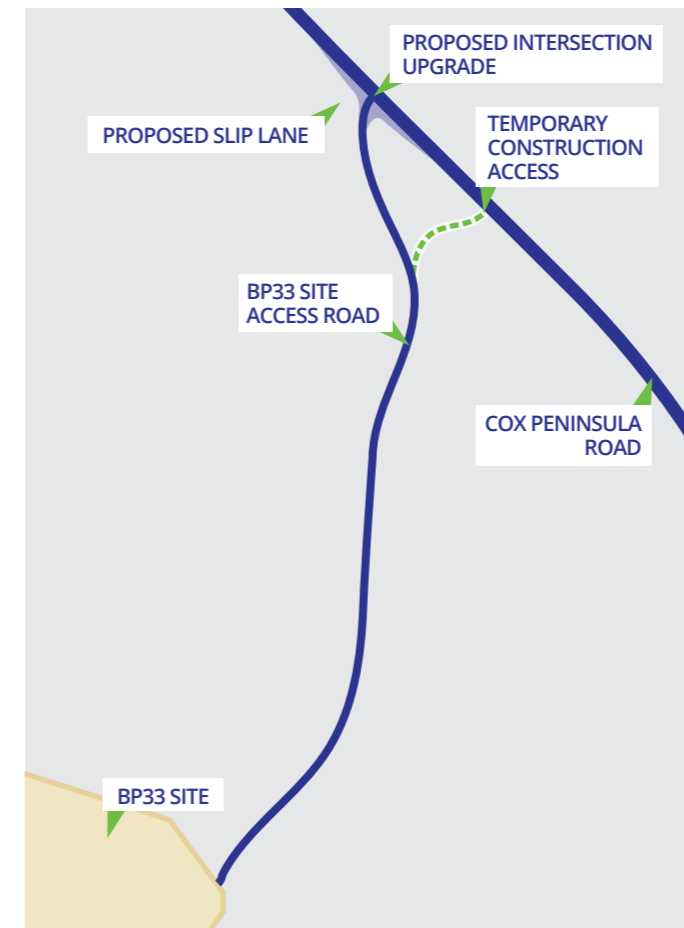 PROPOSED INTERSECTION
UPGRADE
PROPOSED SLIP LANE
TEMPORARY
CONSTRUCTION
ACCESS
BP33 SITE
ACCESS ROAD
COX PENINSULA
ROAD
BP33 SITE